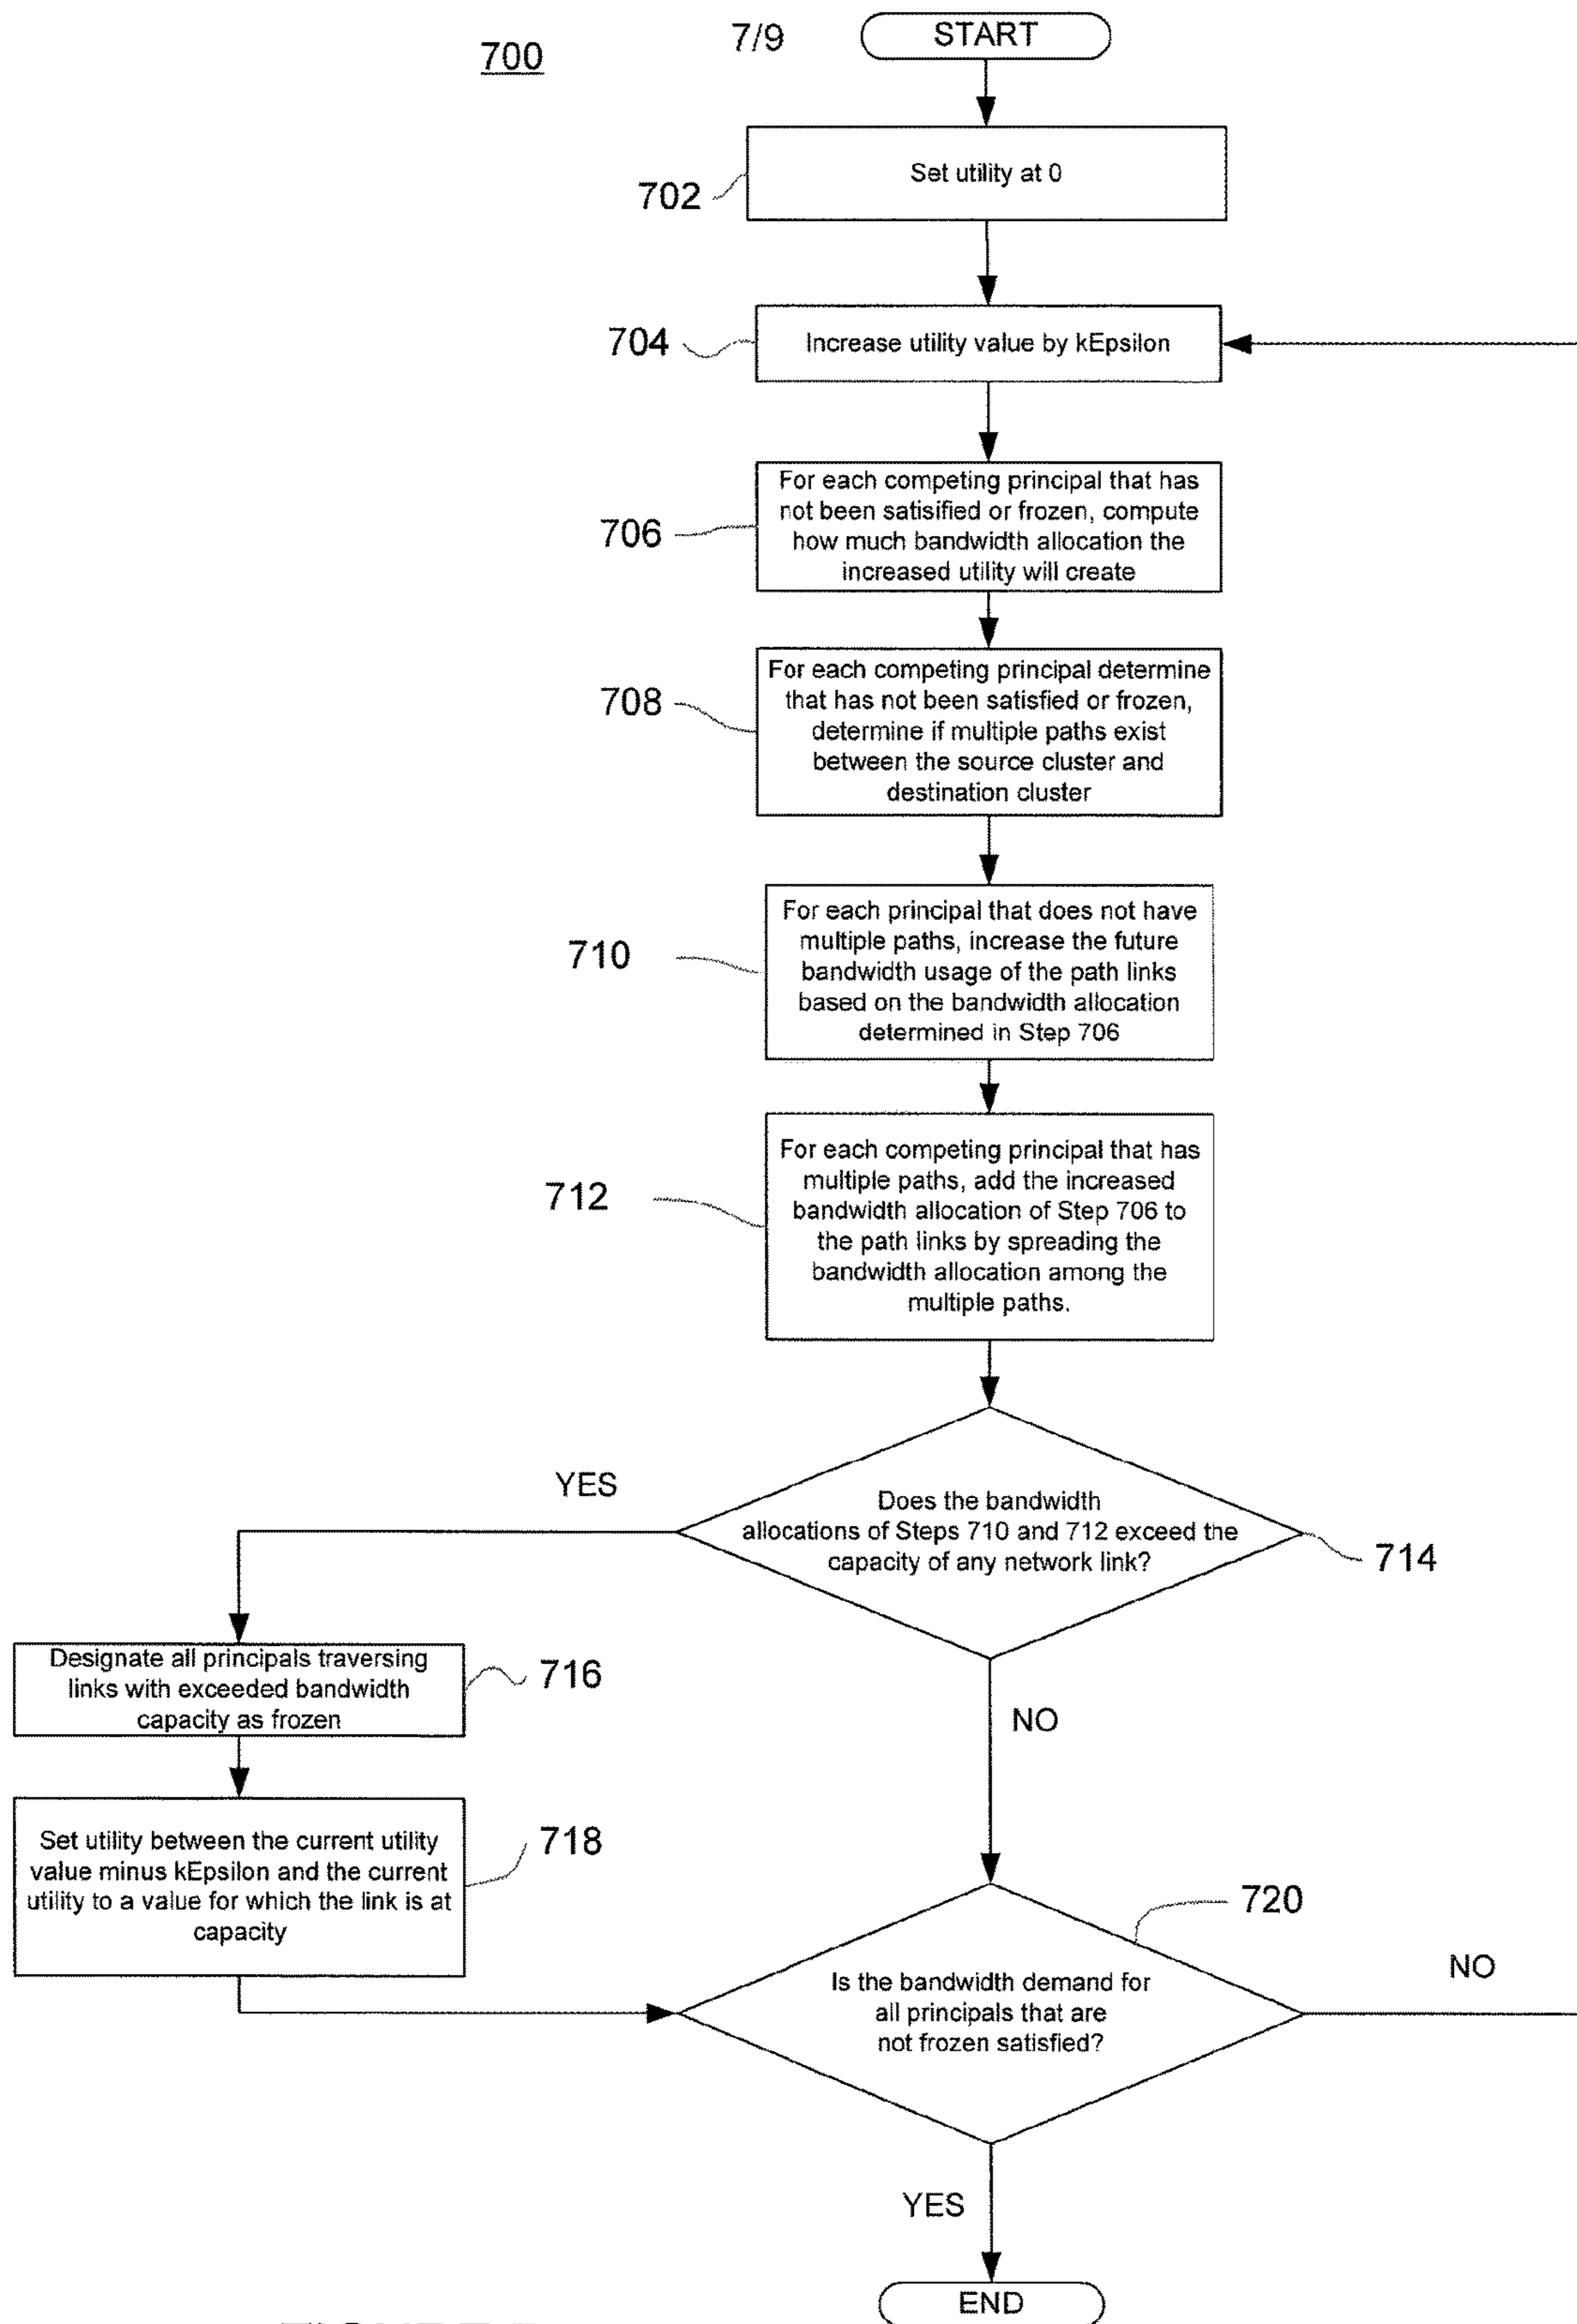 7/9
START
700
Set utility at 0
702
704
Increase utility value by kEpsilon
For each competing principal that has
not been satisified or frozen, compute
how much bandwidth allocation the
increased utility will create
706
For each competing principal determine
that has not been satisfied or frozen,
determine if multiple paths exist
between the source cluster and
destination cluster
708
For each principal that does not have
multiple paths, increase the future
bandwidth usage of the path links
based on the bandwidth allocation
determined in Step 706
710
For each competing principal that has
multiple paths, add the increased
bandwidth allocation of Step 706 to
the path links by spreading the
bandwidth allocation among the
multiple paths.
712
YES
Does the bandwidth
allocations of Steps 710 and 712 exceed the
capacity of any network link?
714
Designate all principals traversing
links with exceeded bandwidth
capacity as frozen
716
NO
Set utility between the current utility
value minus kEpsilon and the current
utility to a value for which the link is at
capacity
718
720
Is the bandwidth demand for
all principals that are
not frozen satisfied?
NO
YES
END